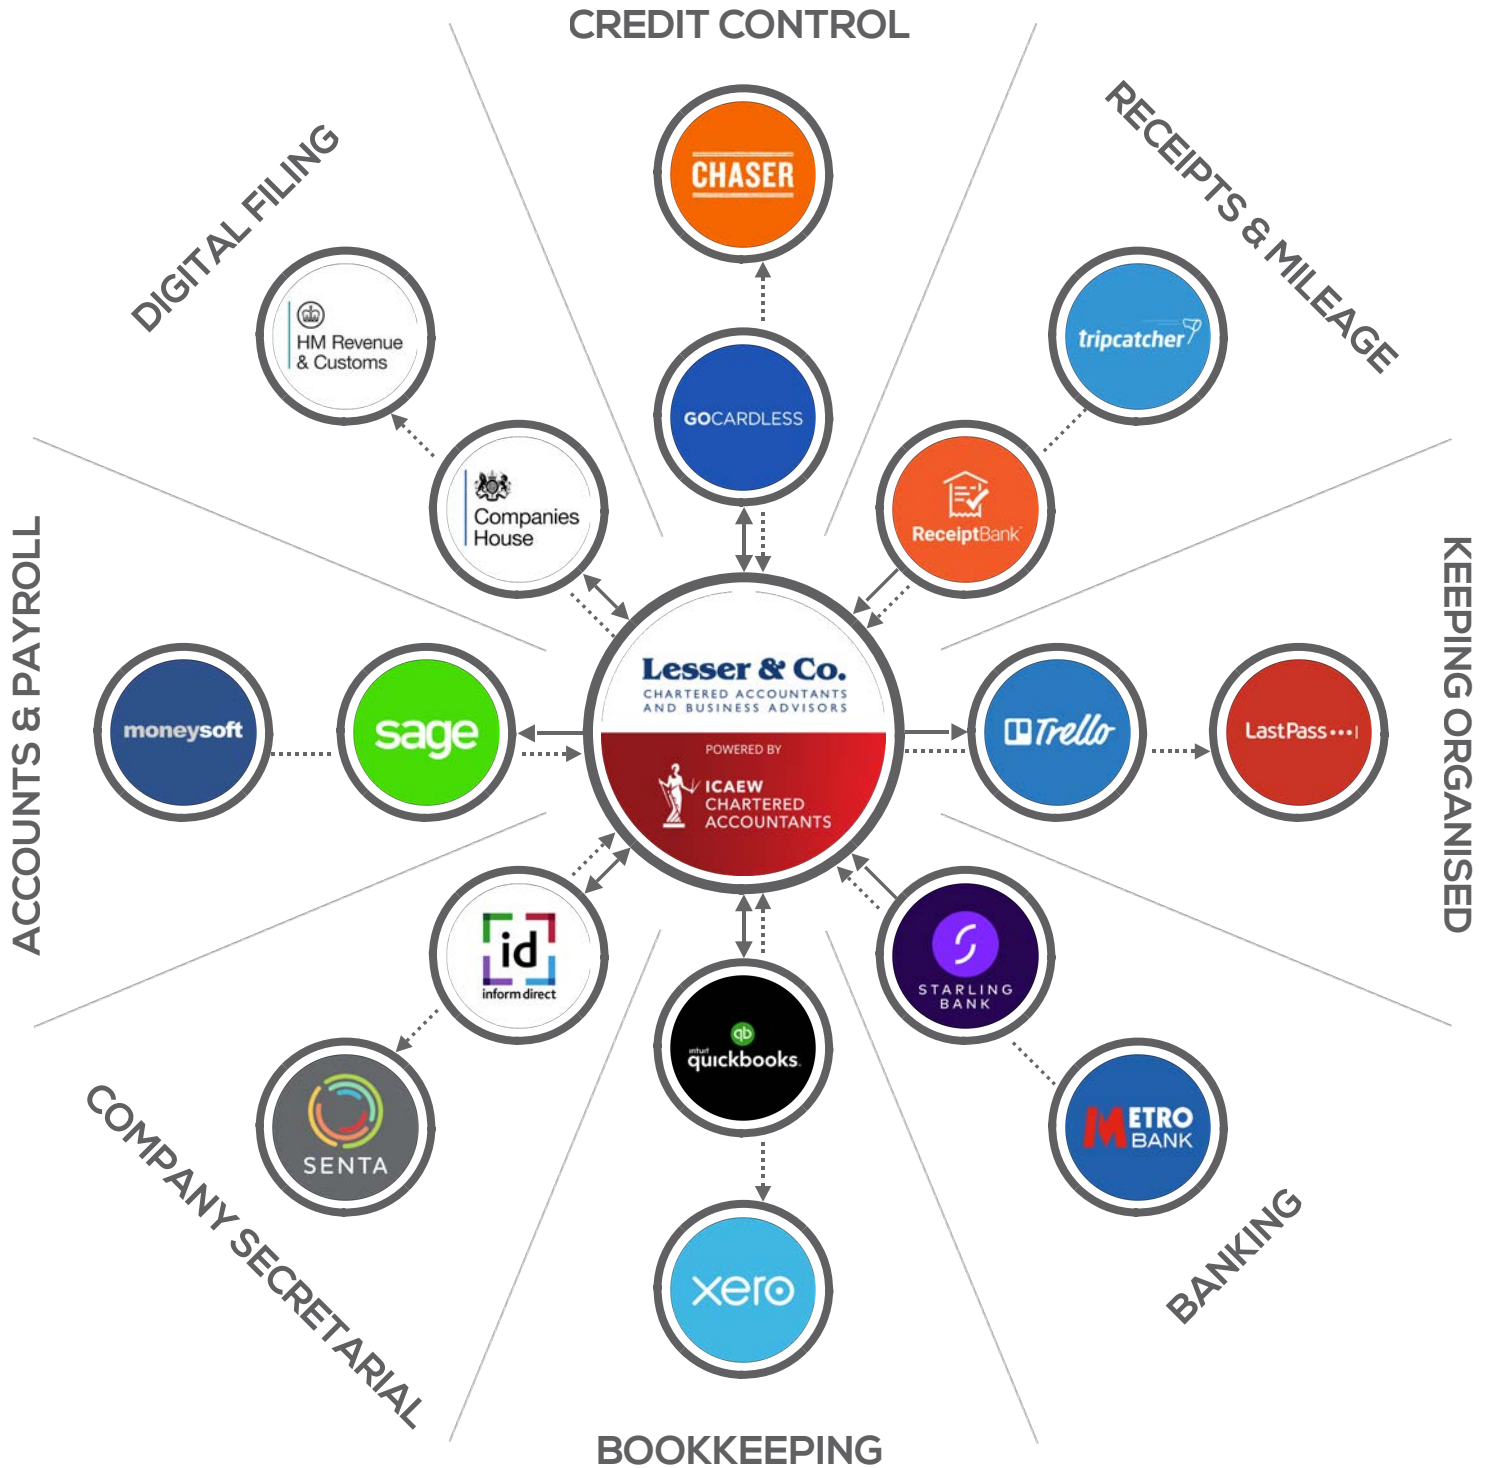 CREDIT CONTROL
CHASER
GOCARDLESS
RECEIPTS & MILEAGE
tripcatcher
ReceiptBank
KEEPING ORGANISED
Trello
LastPass
BANKING
STARLING
BANK
METRO
BANK
BOOKKEEPING
intuit
quickbooks.
xero
COMPANY SECRETARIAL
id
inform direct
SENTA
ACCOUNTS & PAYROLL
moneysoft
sage
DIGITAL FILING
HM Revenue
& Customs
Companies
House
Lesser & Co.
CHARTERED ACCOUNTANTS
AND BUSINESS ADVISORS
POWERED BY
ICAEW
CHARTERED
ACCOUNTANTS
qb